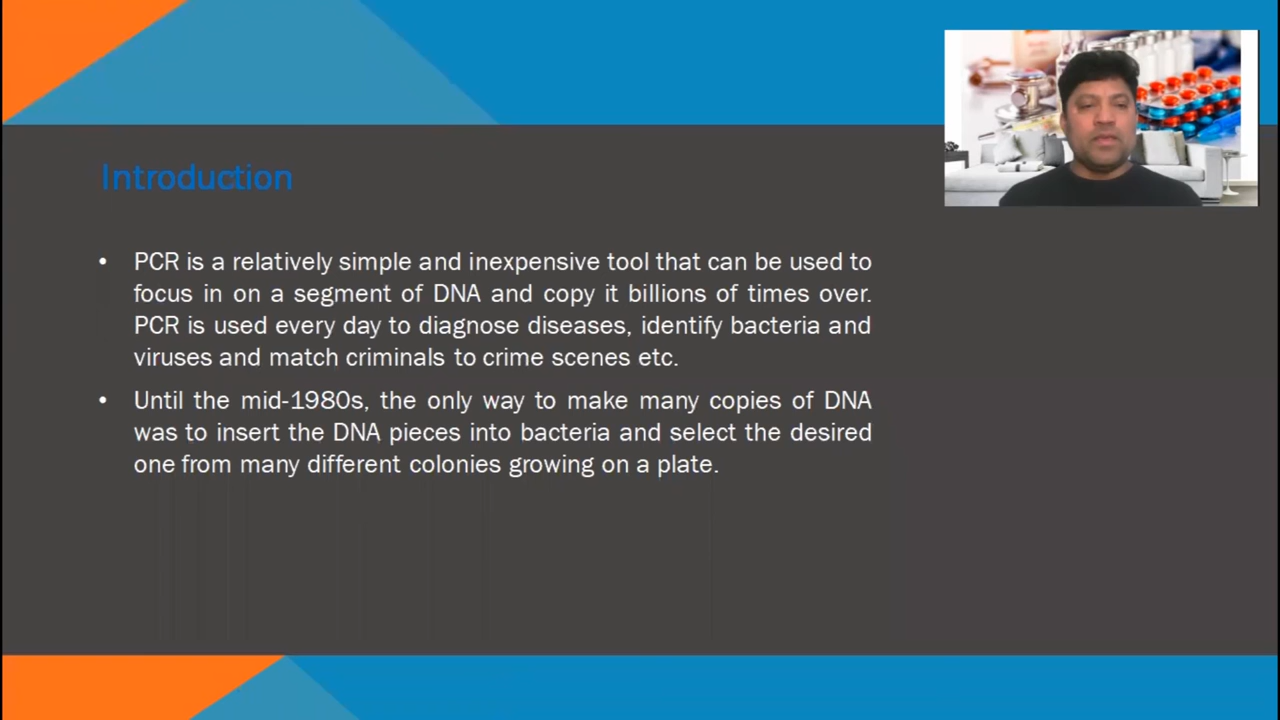 Introduction
• PCR is a relatively simple and inexpensive tool that can be used to
focus in on a segment of DNA and copy it billions of times over.
PCR is used every day to diagnose diseases, identify bacteria and
viruses and match criminals to crime scenes etc.
• Until the mid-1980s, the only way to make many copies of DNA
was to insert the DNA pieces into bacteria and select the desired
one from many different colonies growing on a plate.